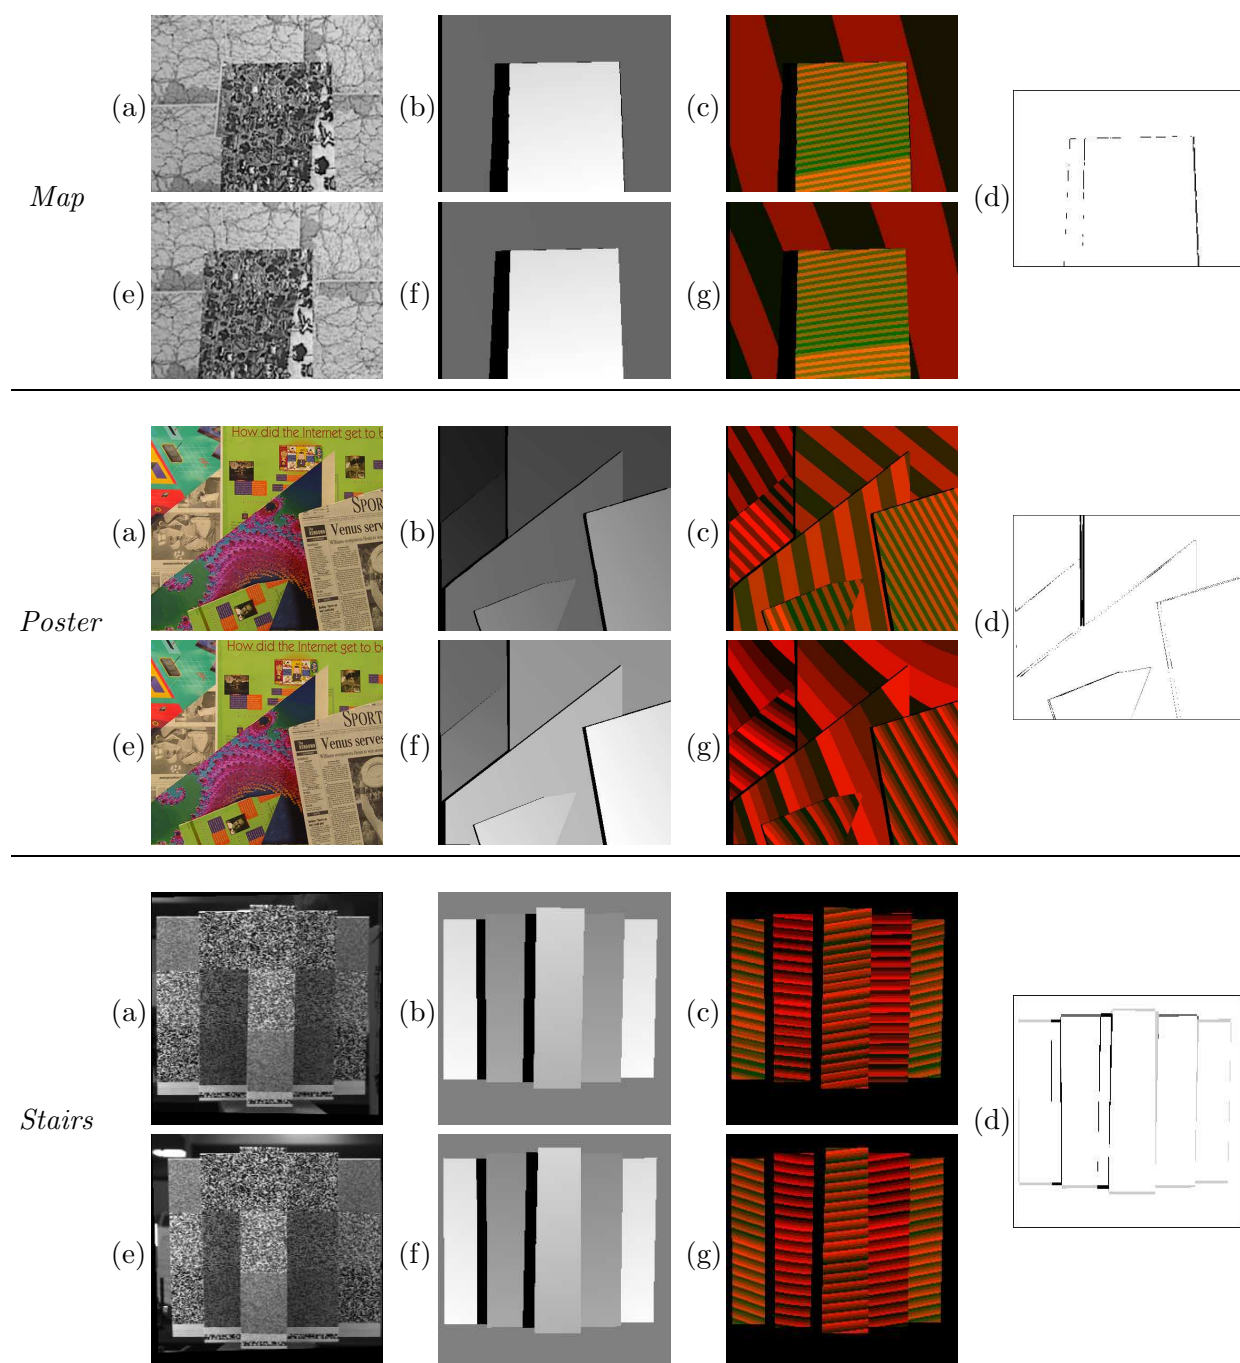 (a)
(b)
(c)
Map
(d)
(e)
(f)
(g)
How did the Internet get to b
SPOR
Venus serv
(a)
(b)
(c)
Poster
(d)
How did the Internet get to b
SPORT
Venus serves
(e)
(f)
(g)
(a)
(b)
(c)
Stairs
(d)
(e)
(f)
(g)